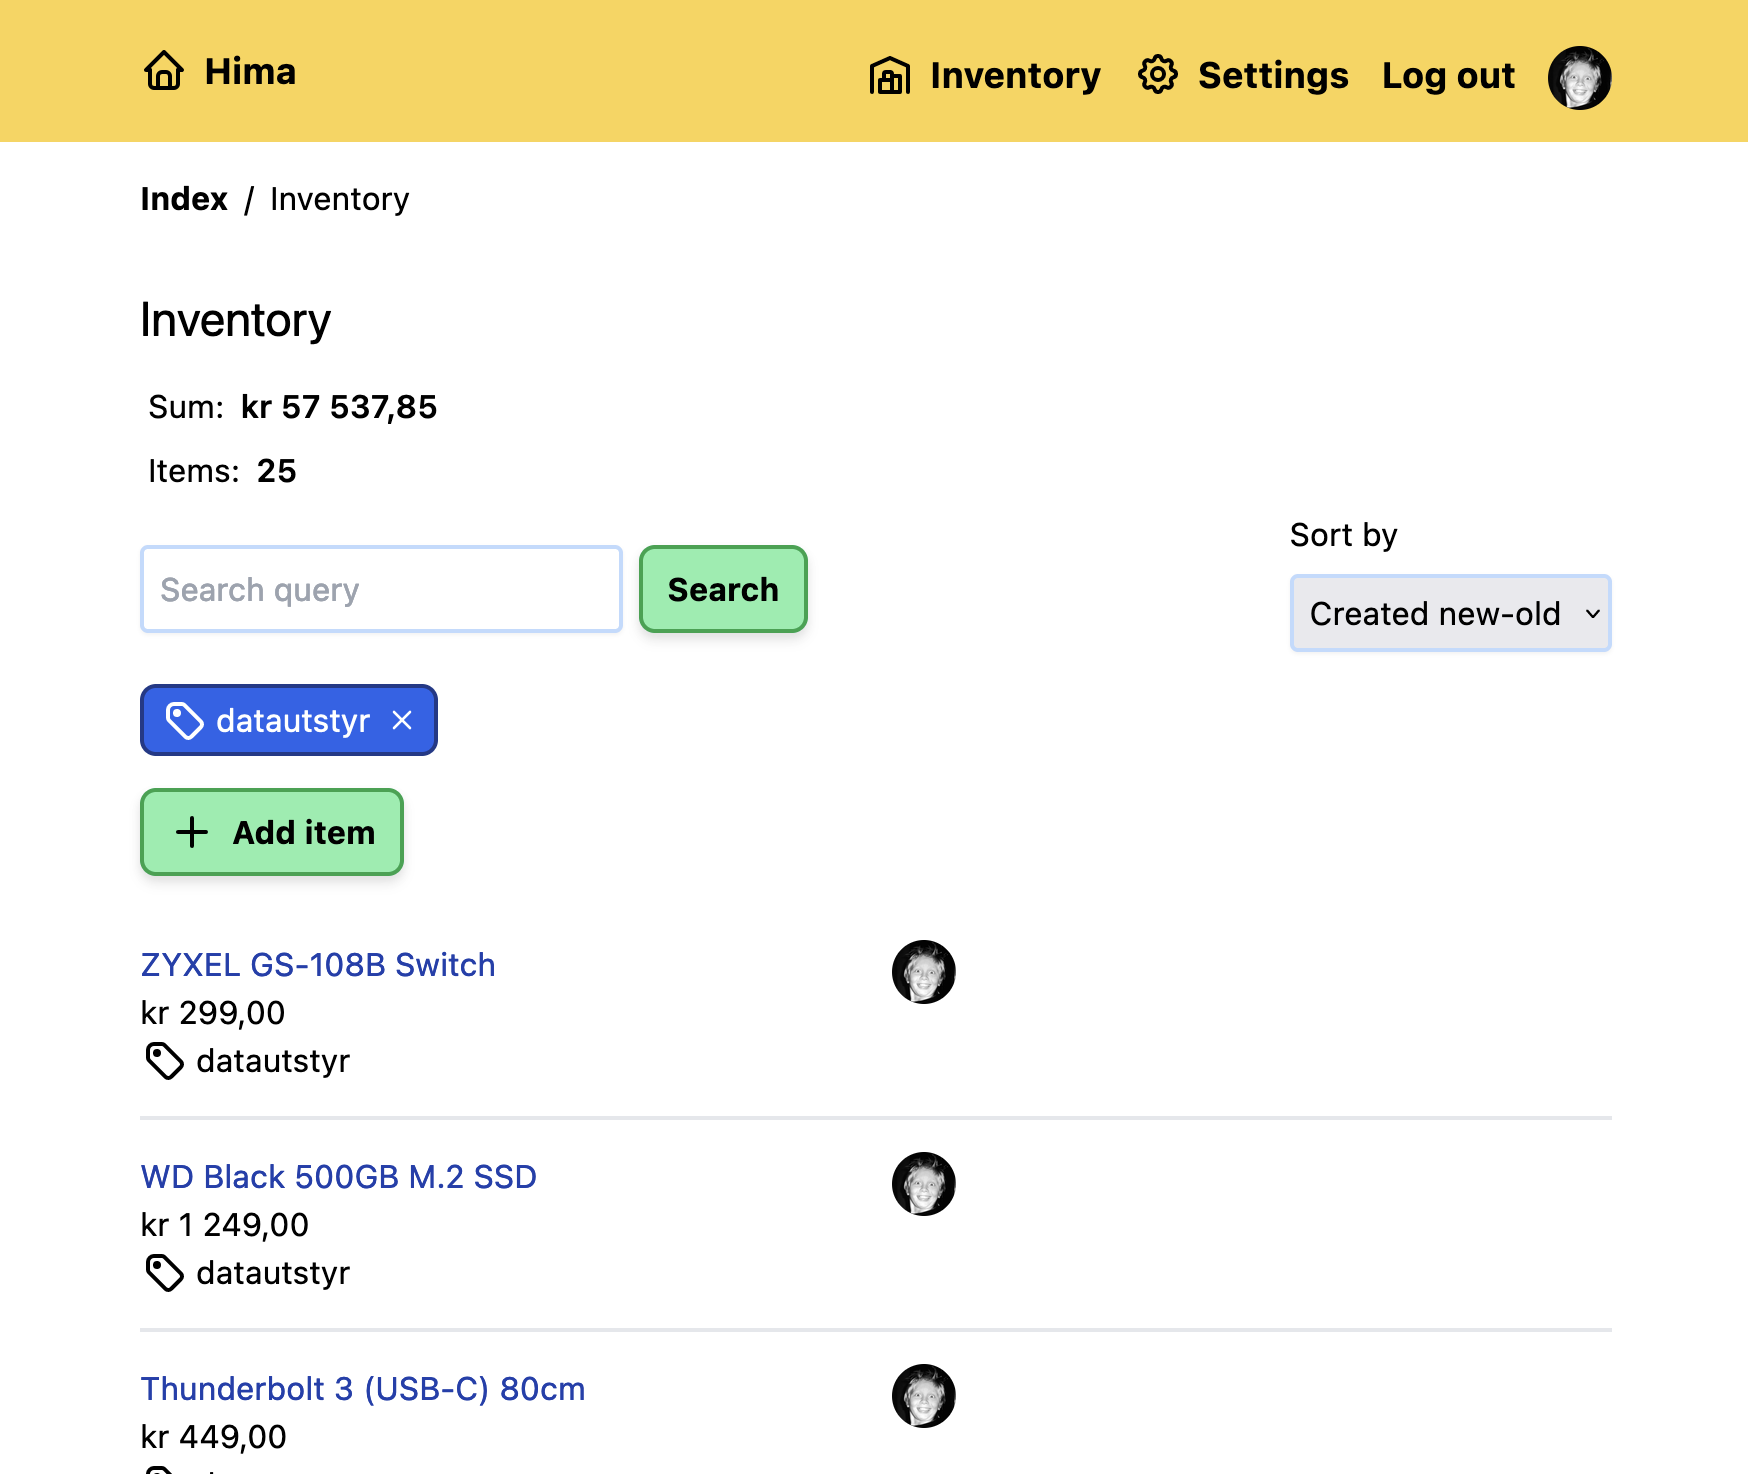 Hima
Inventory Settings Log out
Index / Inventory
Inventory
Sum: kr 57 537,85
Items: 25
Sort by
Search query Search
Created new-old
datautstyr
Add item
ZYXEL GS-108B Switch
kr 299,00
datautstyr
WD Black 500GB M.2 SSD
kr 1 249,00
datautstyr
Thunderbolt 3 (USB-C) 80cm
kr 449,00